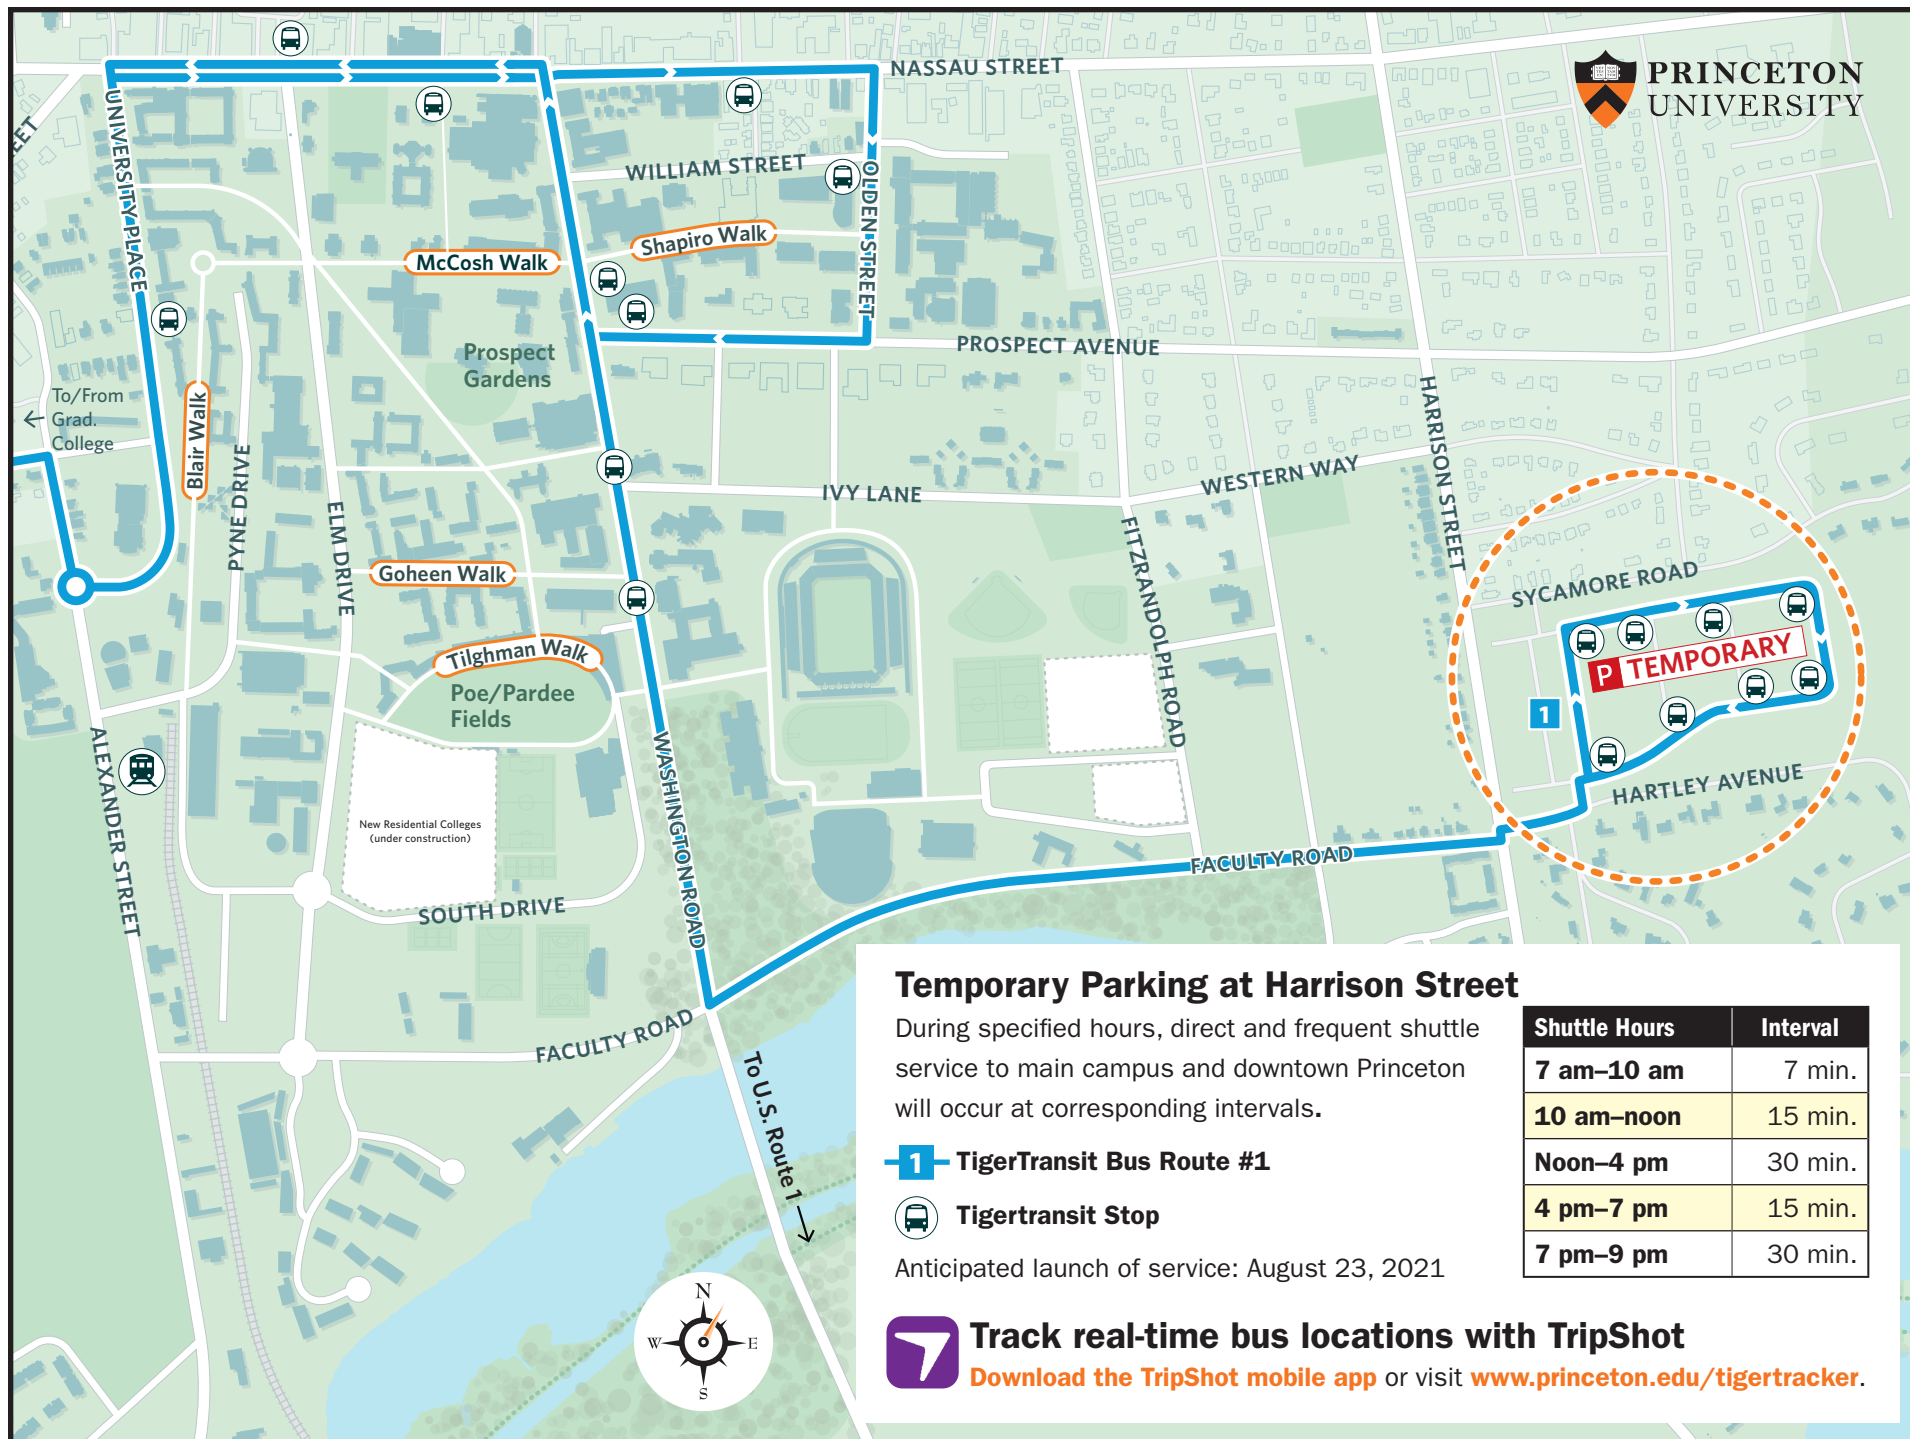 NASSAU STREET
PRINCETON
UNIVERSITY
UNIVERSITY PLACE
WILLIAM STREET
OLDEN STREET
Shapiro Walk
McCosh Walk
PROSPECT AVENUE
Prospect
Gardens
To/From
Grad.
College
Blair Walk
PYNE DRIVE
ELM DRIVE
IVY LANE
WESTERN WAY
HARRISON STREET
FITZRANDOLPH ROAD
Goheen Walk
SYCAMORE ROAD
Tilghman Walk
P TEMPORARY
Poe/Pardee
Fields
1
HARTLEY AVENUE
ALEXANDER STREET
WASHINGTON ROAD
New Residential Colleges
(under construction)
FACULTY ROAD
SOUTH DRIVE
FACULTY ROAD
To U.S. Route 1
N
W E
S
Temporary Parking at Harrison Street
During specified hours, direct and frequent shuttle
service to main campus and downtown Princeton
will occur at corresponding intervals.
1 TigerTransit Bus Route #1
Tigertransit Stop
Anticipated launch of service: August 23, 2021
Shuttle Hours Interval
7 am–10 am 7 min.
10 am–noon 15 min.
Noon–4 pm 30 min.
4 pm–7 pm 15 min.
7 pm–9 pm 30 min.
Track real-time bus locations with TripShot
Download the TripShot mobile app or visit www.princeton.edu/tigertracker.